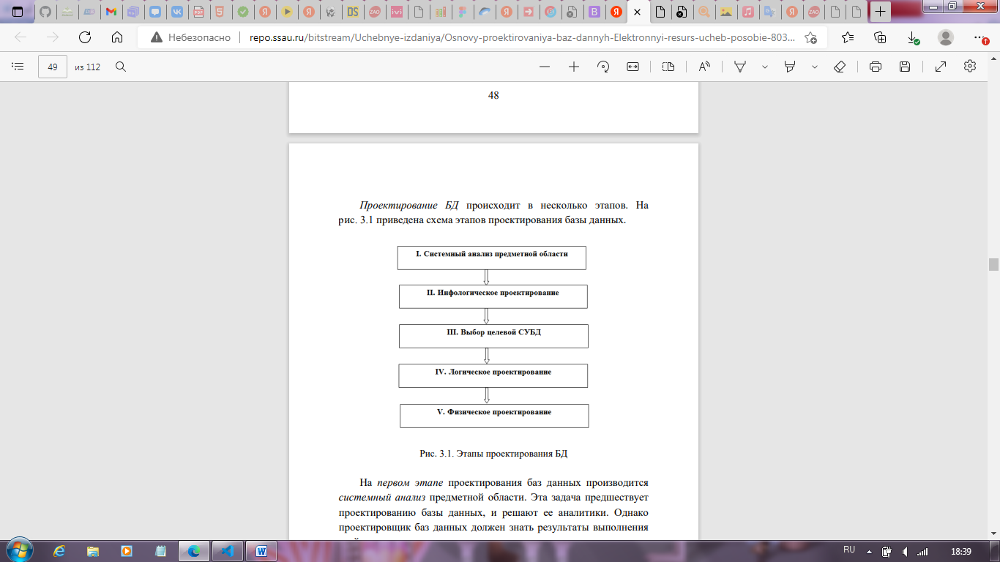 Небезопасно
repo.ssau.ru/bitstream/Uchebnye-izdaniya/Osnovy-proektirovaniya-baz-dannyh-Elektronnyi-resurs-ucheb-posobie-803...
49 из 112
48
Проектирование БД происходит в несколько этапов. На
рис. 3.1 приведена схема этапов проектирования базы данных.
I. Системный анализ предметной области
II. Инфологическое проектирование
III. Выбор целевой СУБД
IV. Логическое проектирование
V. Физическое проектирование
Рис. 3.1. Этапы проектирования БД
На первом этапе проектирования баз данных производится
системный анализ предметной области. Эта задача предшествует
проектированию базы данных, и решают ее аналитики. Однако
проектировщик баз данных должен знать результаты выполнения
RU
18:39